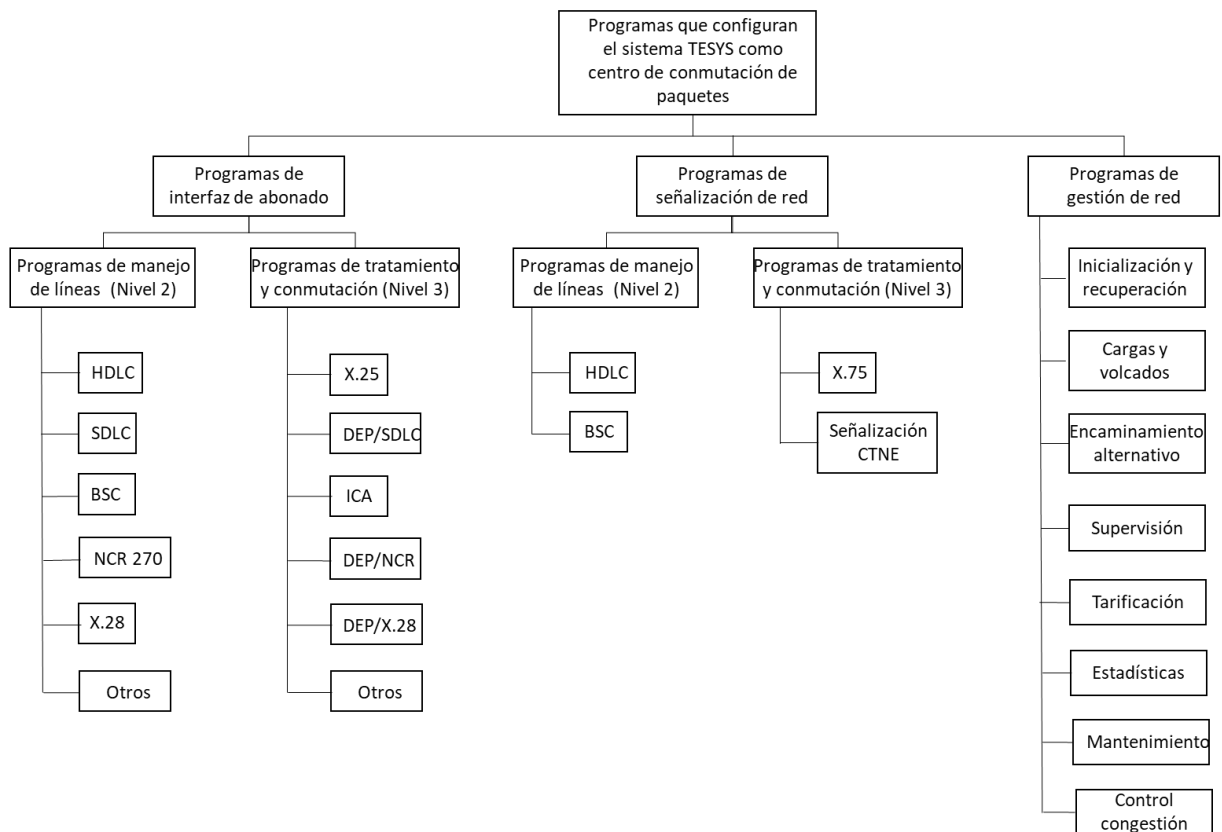 Programas que configuran
el sistema TESYS como
centro de conmutación de
paquetes
Programas de
interfaz de abonado
Programas de
señalización de red
Programas de
gestión de red
Programas de manejo
de líneas (Nivel 2)
Programas de tratamiento
y conmutación (Nivel 3)
Programas de manejo
de líneas (Nivel 2)
Programas de tratamiento
y conmutación (Nivel 3)
HDLC
SDLC
BSC
NCR 270
X.28
Otros
X.25
DEP/SDLC
ICA
DEP/NCR
DEP/X.28
Otros
HDLC
BSC
X.75
Señalización
CTNE
Inicialización y
recuperación
Cargas y
volcados
Encaminamiento
alternativo
Supervisión
Tarificación
Estadísticas
Mantenimiento
Control
congestión